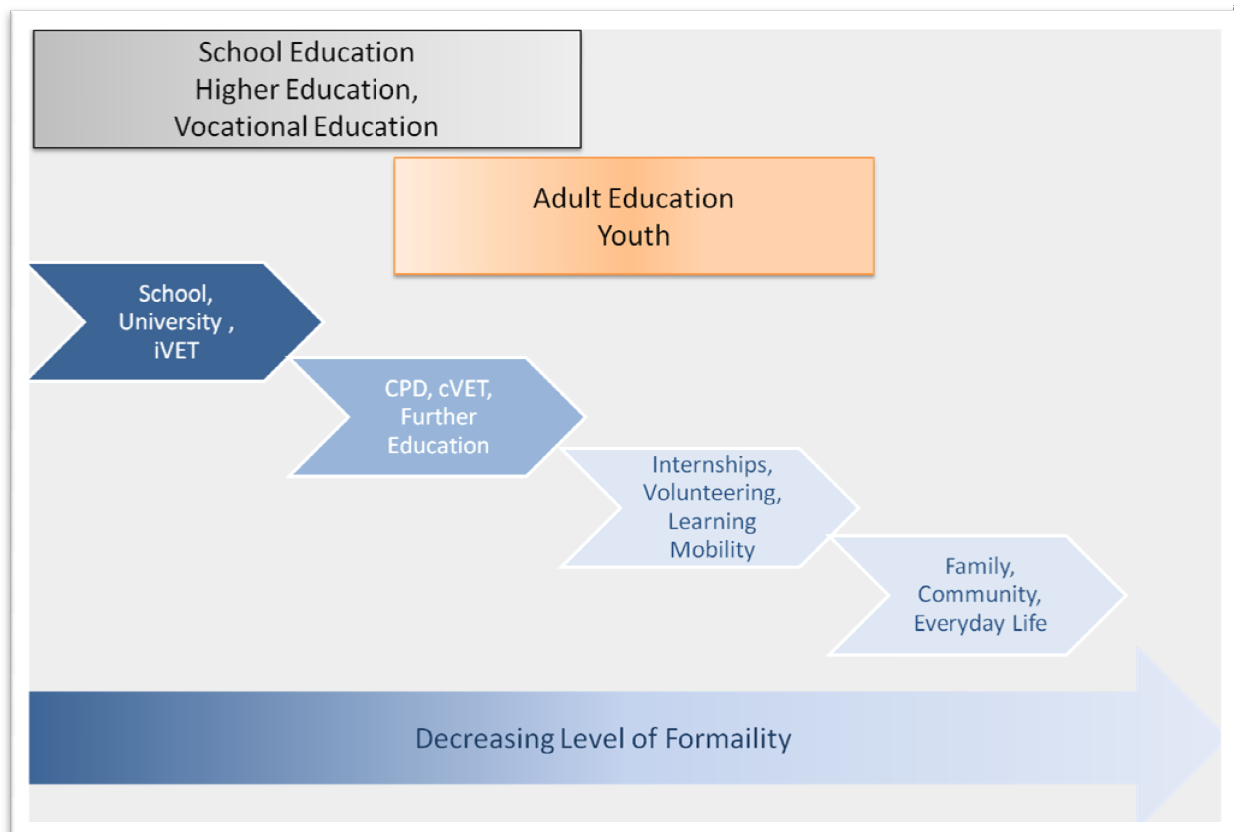 School Education
Higher Education,
Vocational Education
Adult Education
Youth
School,
University ,
iVET
CPD, cVET,
Further
Education
Internships,
Volunteering,
Learning
Mobility
Family,
Community,
Everyday Life
Decreasing Level of Formaility